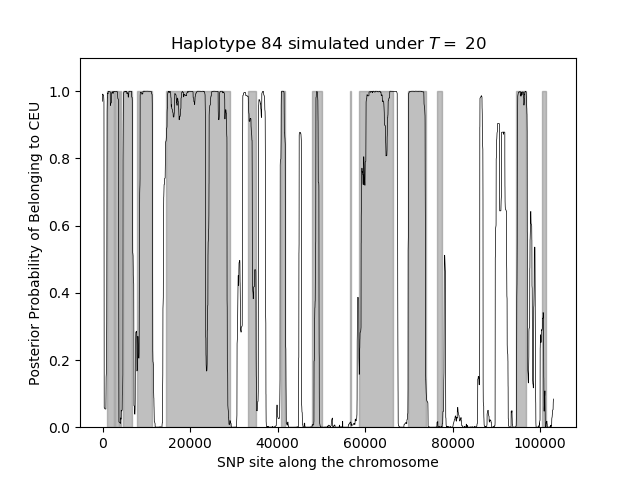 Haplotype 84 simulated under T = 20
Posterior Probability of Belonging to CEU
1.0
0.8
0.6
0.4
0.2
0.0
0 20000 40000 60000 80000 100000
SNP site along the chromosome